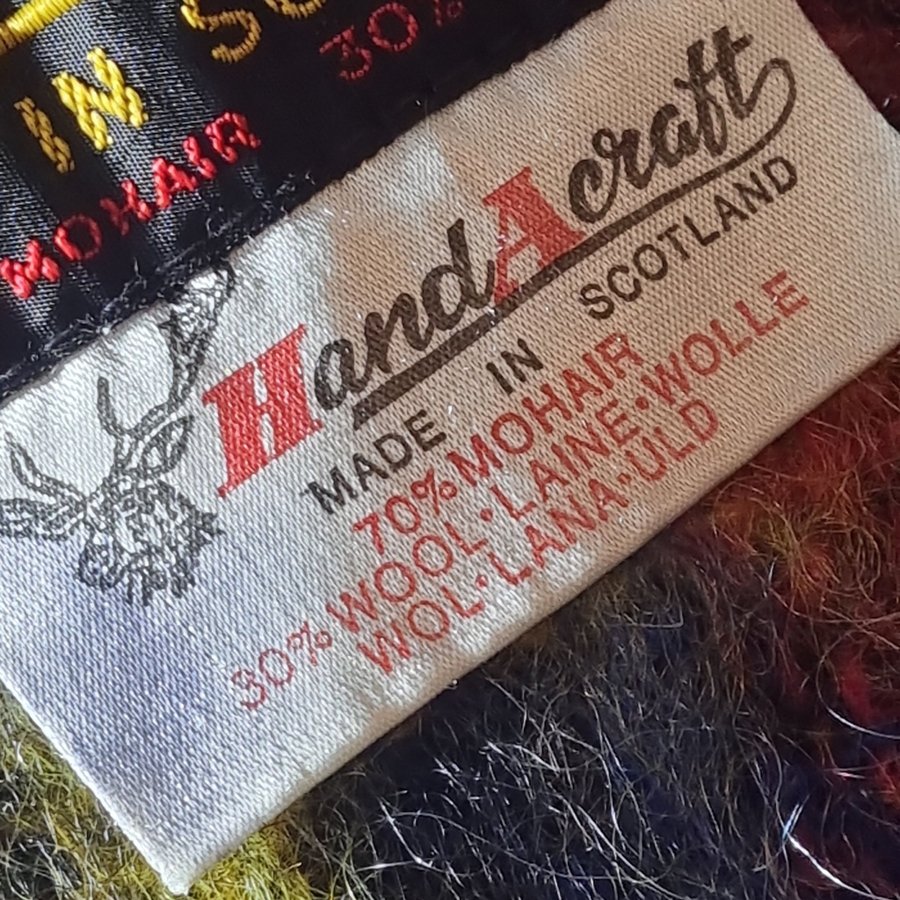 IN
MOHAIR 30%
HandAcraft
MADE IN SCOTLAND
70% MOHAIR
30% WOOL·LAINE·WOLLE
WOL·LANA·ULD